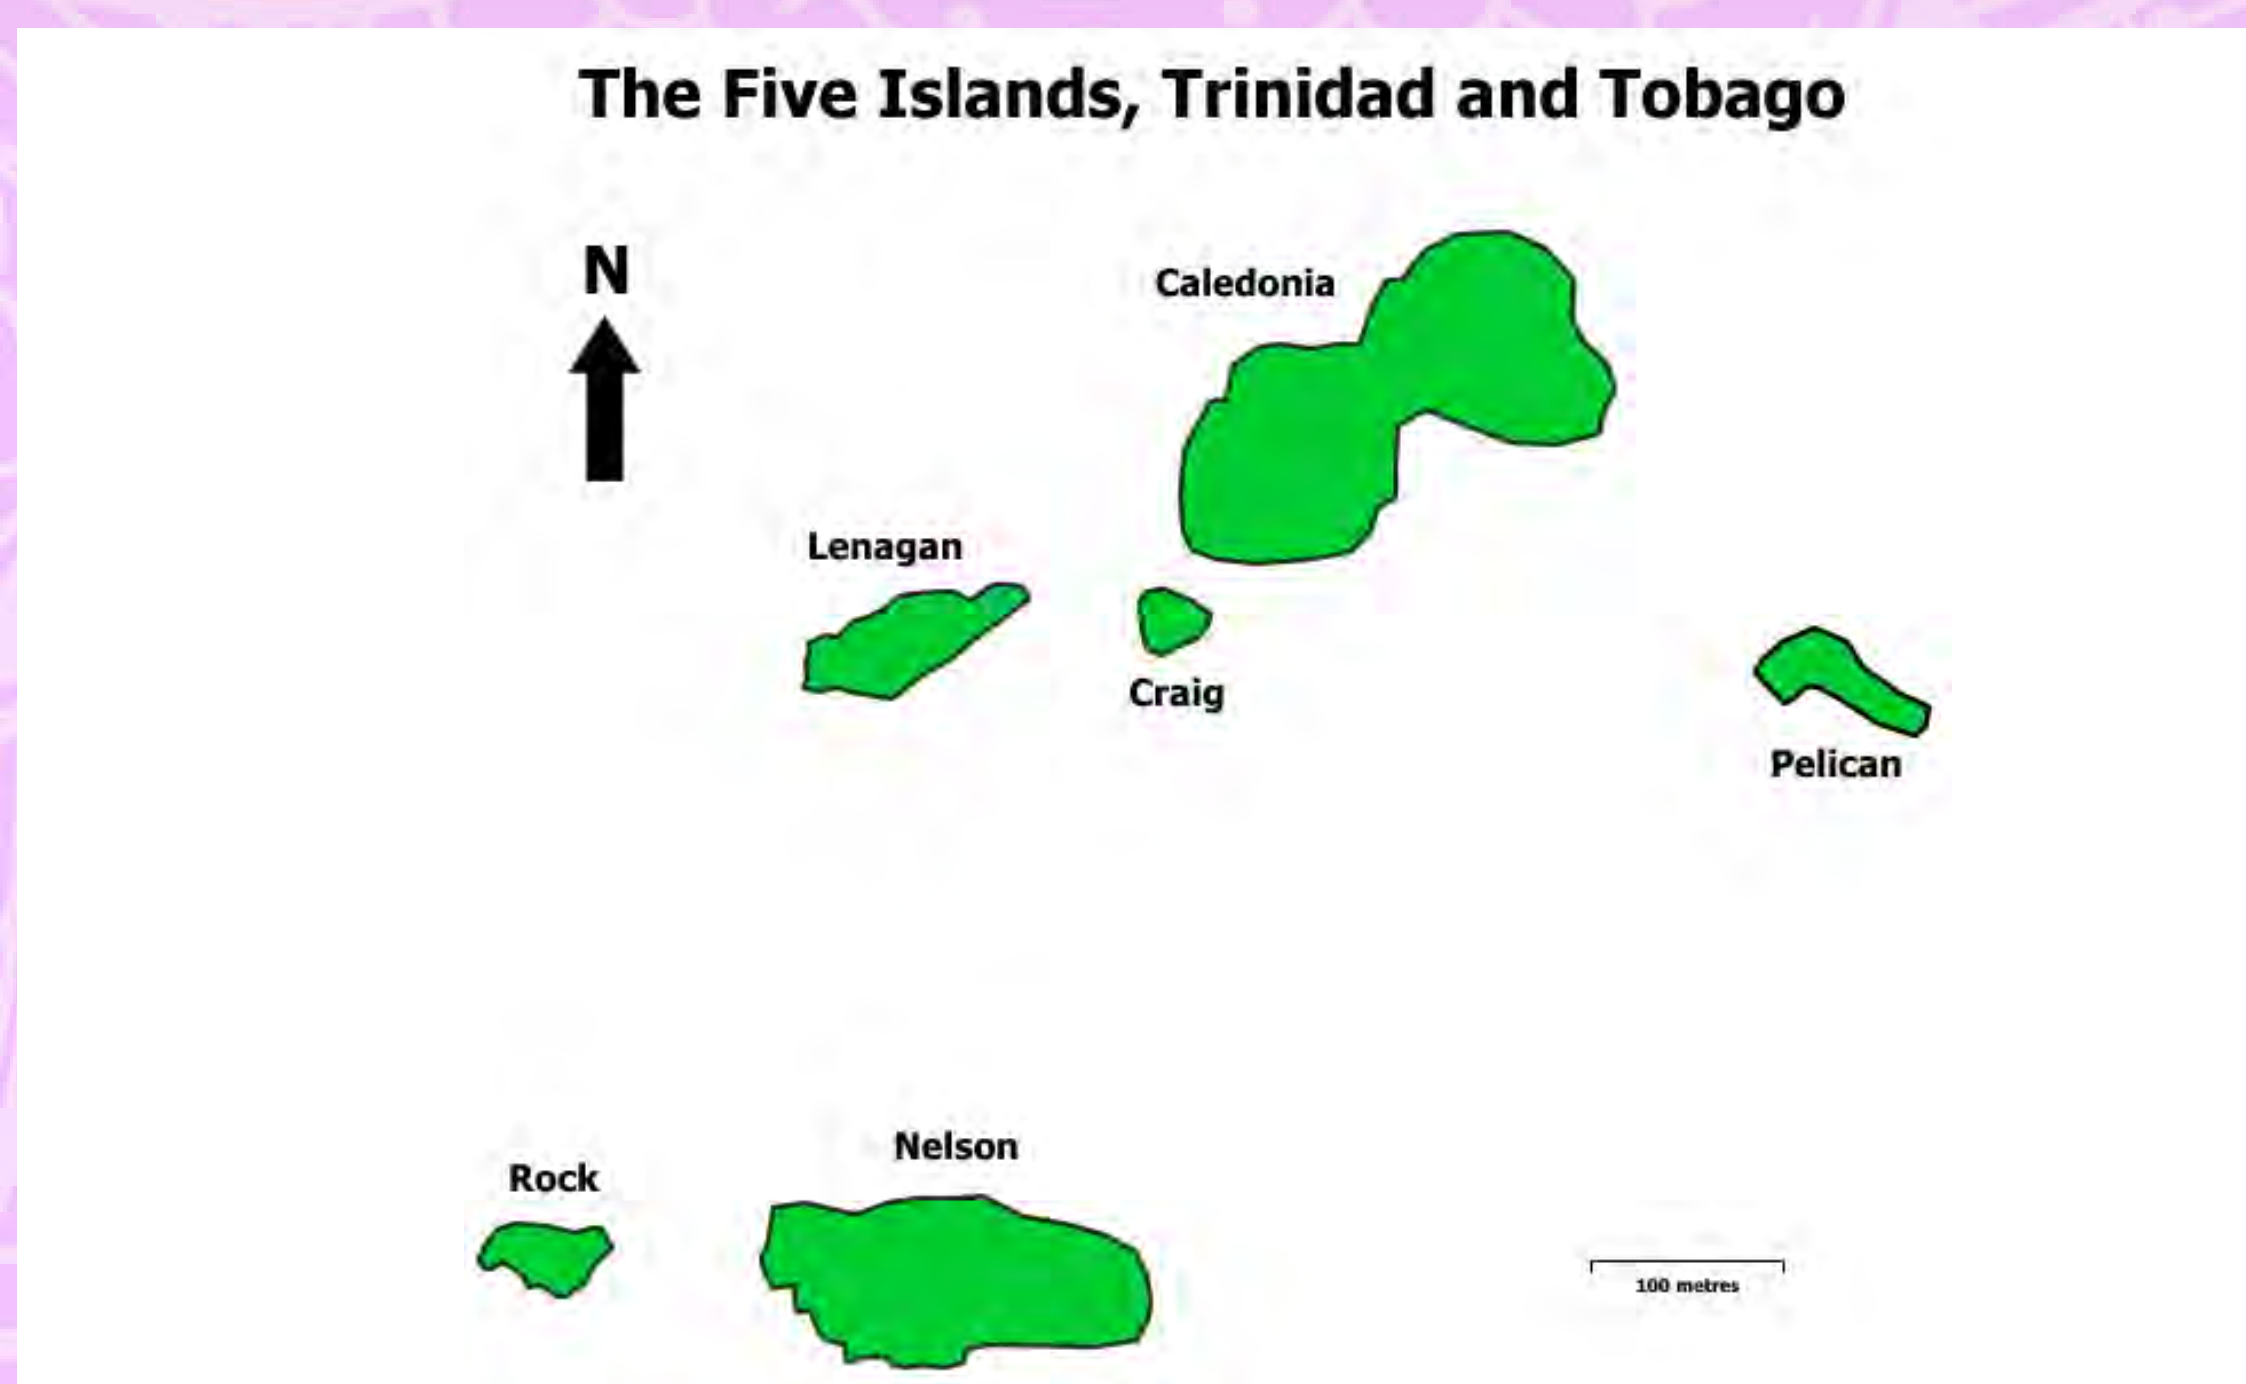 The Five Islands, Trinidad and Tobago
N
Caledonia
Lenagan
Craig
Pelican
Nelson
Rock
100 metres